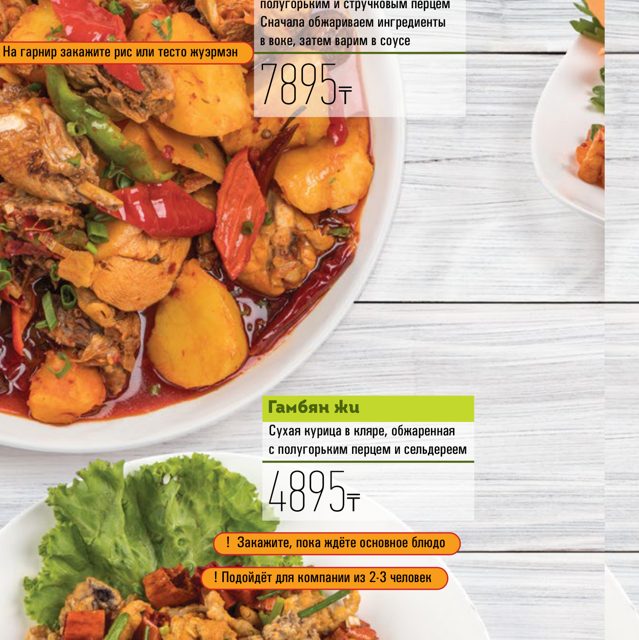 полугорьким и стручковым перцем
Сначала обжариваем ингредиенты
в воке, затем варим в соусе
На гарнир закажите рис или тесто жуэрмэн
7895₸
Гамбян жи
Сухая курица в кляре, обжаренная
с полугорьким перцем и сельдереем
4895₸
! Закажите, пока ждёте основное блюдо
! Подойдёт для компании из 2-3 человек